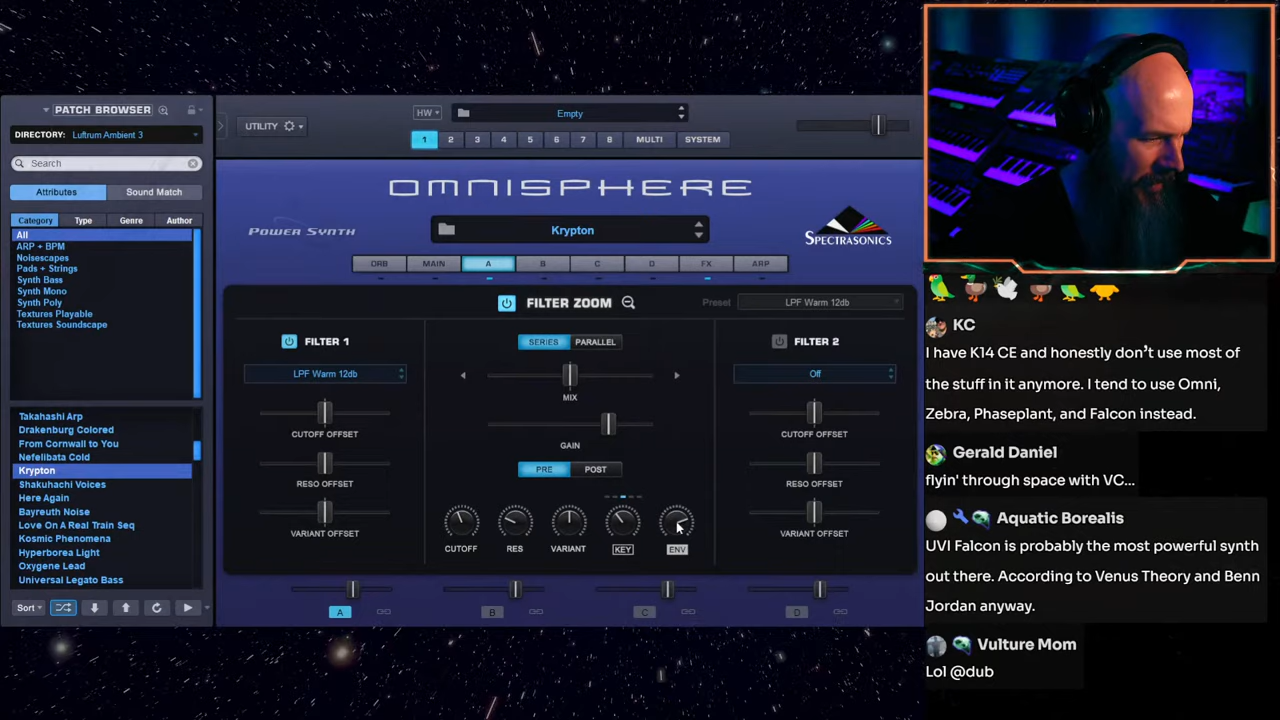 PATCH BROWSER
DIRECTORY: Luftrum Ambient 3
Search
Attributes
Sound Match
Category
Type
Genre
Author
All
ARP + BPM
Noisescapes
Pads + Strings
Synth Bass
Synth Mono
Synth Poly
Textures Playable
Textures Soundscape
Takahashi Arp
Drakenburg Colored
From Cornwall to You
Nefelibata Cold
Krypton
Shakuhachi Voices
Here Again
Bayreuth Noise
Love On A Real Train Seq
Kosmic Phenomena
Hyperborea Light
Oxygene Lead
Universal Legato Bass
Sort
UTILITY
HW
Empty
1
2
3
4
5
6
7
8
MULTI
SYSTEM
OMNISPHERE
POWER SYNTH
Krypton
SPECTRASONICS
ORB
MAIN
A
B
C
D
FX
ARP
FILTER ZOOM
Preset
LPF Warm 12db
FILTER 1
LPF Warm 12db
CUTOFF OFFSET
RESO OFFSET
VARIANT OFFSET
SERIES
PARALLEL
MIX
GAIN
PRE
POST
CUTOFF
RES
VARIANT
KEY
ENV
FILTER 2
Off
CUTOFF OFFSET
RESO OFFSET
VARIANT OFFSET
A
B
C
D
KC
I have K14 CE and honestly don't use most of
the stuff in it anymore. I tend to use Omni,
Zebra, Phaseplant, and Falcon instead.
Gerald Daniel
flyin' through space with VC...
Aquatic Borealis
UVI Falcon is probably the most powerful synth
out there. According to Venus Theory and Benn
Jordan anyway.
Vulture Mom
Lol @dub